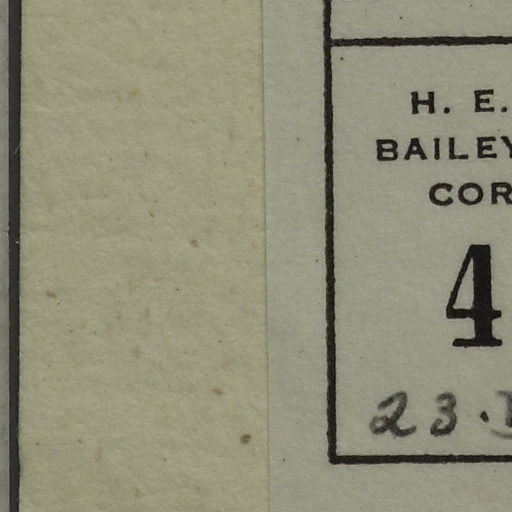 H. E.
BAILEY
COR
4
23.